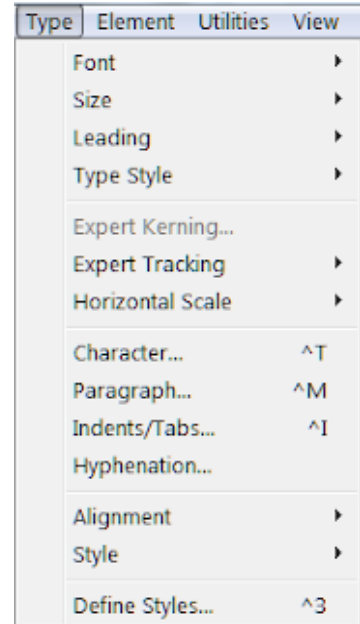 Type Element Utilities View
Font
Size
Leading
Type Style
Expert Kerning...
Expert Tracking
Horizontal Scale
Character... ^T
Paragraph... ^M
Indents/Tabs... ^I
Hyphenation...
Alignment
Style
Define Styles... ^3